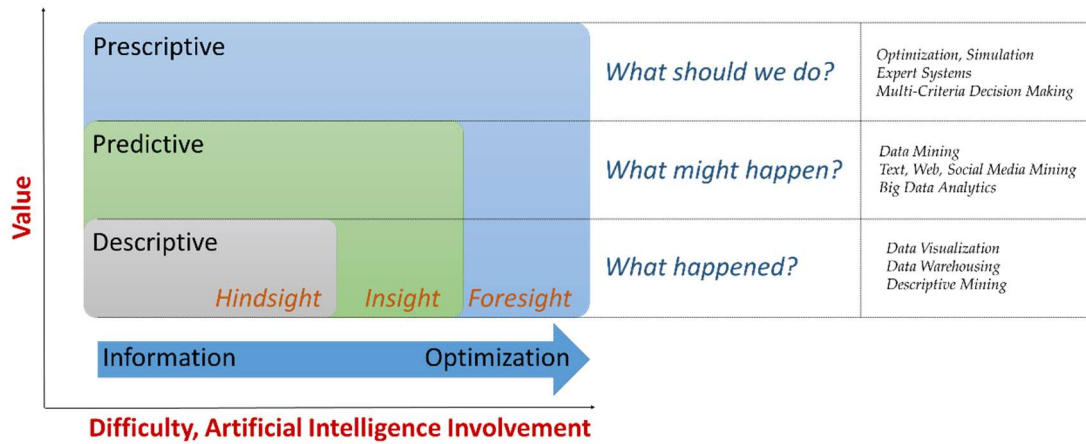 Prescriptive
What should we do?
Optimization, Simulation
Expert Systems
Multi-Criteria Decision Making
Predictive
What might happen?
Data Mining
Text, Web, Social Media Mining
Big Data Analytics
Value
Descriptive
What happened?
Data Visualization
Data Warehousing
Descriptive Mining
Hindsight
Insight
Foresight
Information
Optimization
Difficulty, Artificial Intelligence Involvement